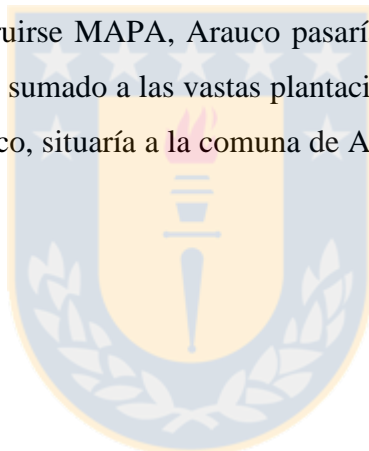 ruirse MAPA, Arauco pasarí
sumado a las vastas plantaci
co, situaría a la comuna de A